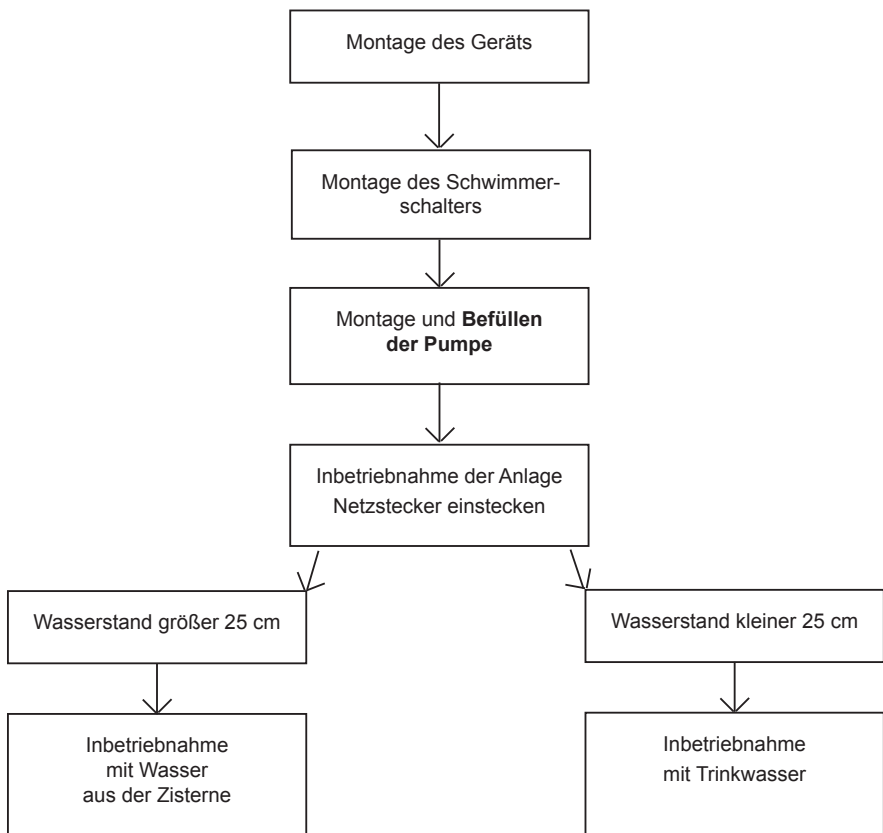 Montage des Geräts
Montage des Schwimmer-
schalters
Montage und Befüllen
der Pumpe
Inbetriebnahme der Anlage
Netzstecker einstecken
Wasserstand größer 25 cm
Wasserstand kleiner 25 cm
Inbetriebnahme
mit Wasser
aus der Zisterne
Inbetriebnahme
mit Trinkwasser